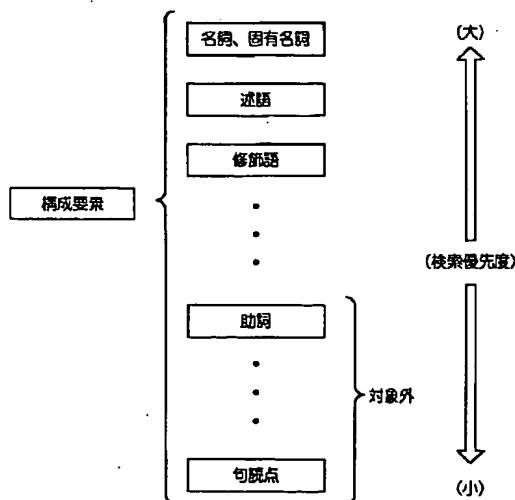 名詞、固有名詞
(大)
述語
修飾語
構成要素
(検索優先度)
助詞
対象外
句読点
(小)